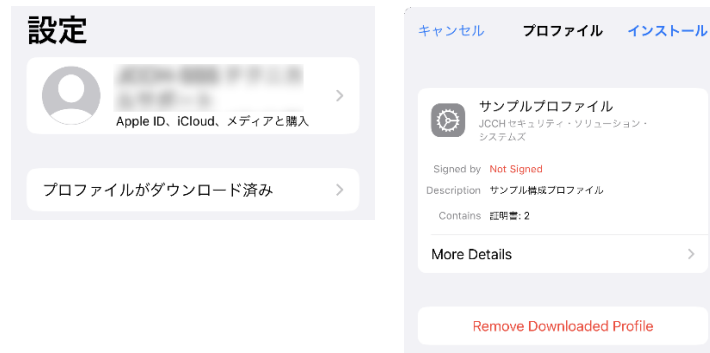 設定
Apple ID、iCloud、メディアと購入
プロファイルがダウンロード済み
キャンセル
プロファイル
インストール
サンプルプロファイル
JCCHセキュリティ・ソリューション・
システムズ
Signed by Not Signed
Description サンプル構成プロファイル
Contains 証明書: 2
More Details
Remove Downloaded Profile